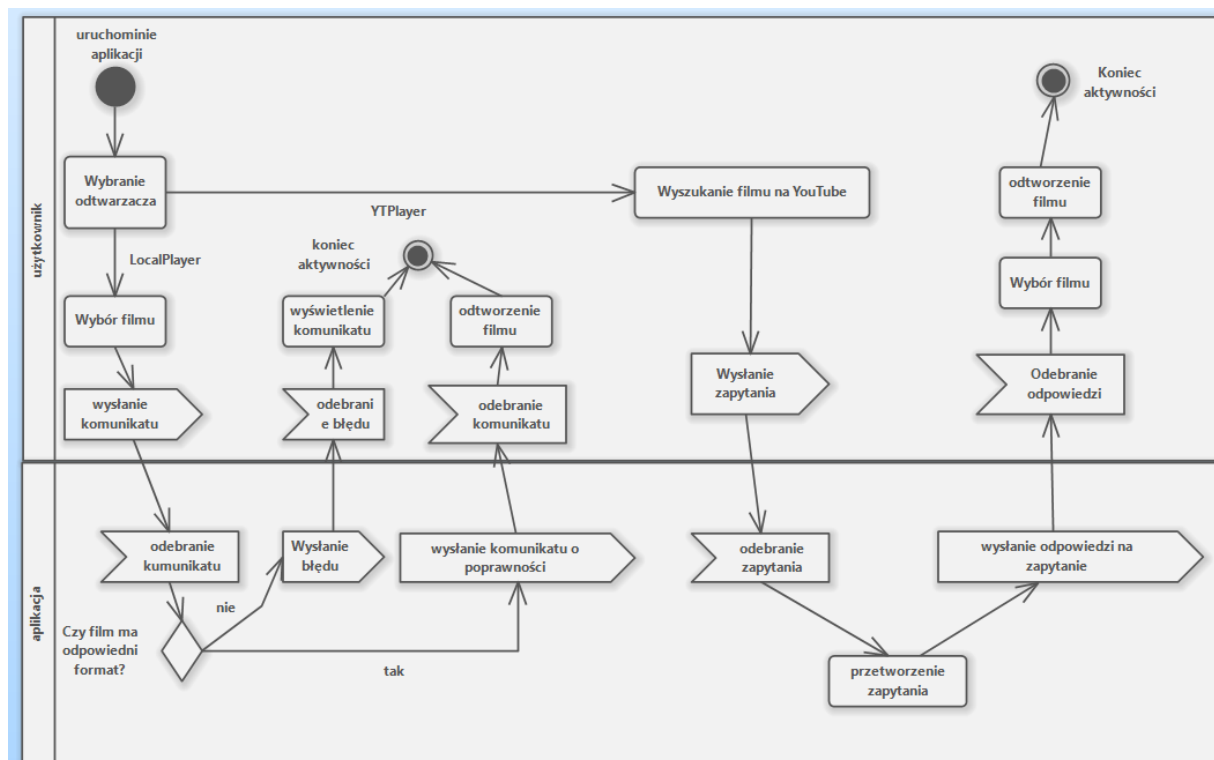 uruchominie
aplikacji
użytkownik
Wybranie
odtwarzacza
YTPlayer
LocalPlayer
Wyszukanie filmu na YouTube
Koniec
aktywności
odtworzenie
filmu
Wybór filmu
koniec
aktywności
Wybór filmu
wyświetlenie
komunikatu
odtworzenie
filmu
wysłanie
komunikatu
odebrani
e błędu
odebranie
komunikatu
Wysłanie
zapytania
Odebranie
odpowiedzi
aplikacja
odebranie
kumunikatu
Wysłanie
błędu
wysłanie komunikatu o
poprawności
odebranie
zapytania
wysłanie odpowiedzi na
zapytanie
nie
Czy film ma
odpowiedni
format?
tak
przetworzenie
zapytania